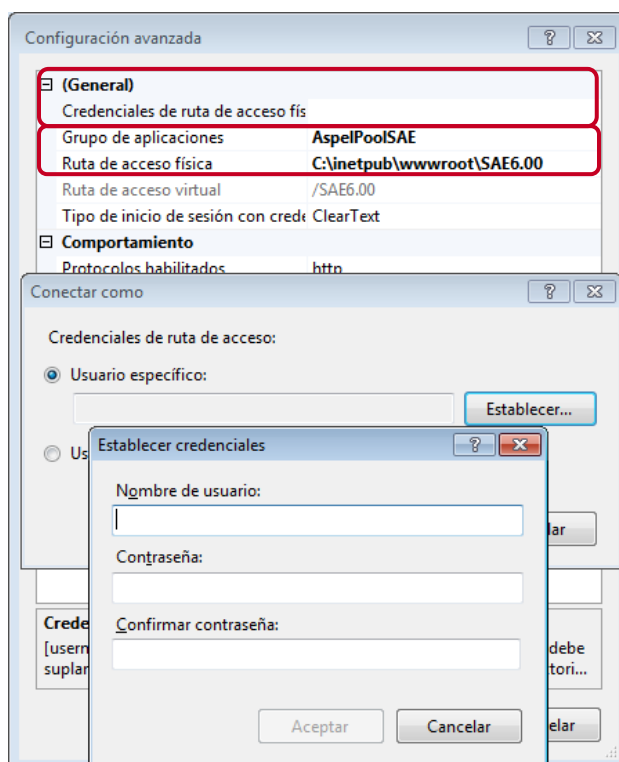 Configuración avanzada
(General)
Credenciales de ruta de acceso fís
Grupo de aplicaciones AspelPoolSAE
Ruta de acceso física C:\inetpub\wwwroot\SAE6.00
Ruta de acceso virtual /SAE6.00
Tipo de inicio de sesión con crede ClearText
Comportamiento
Protocolos habilitados http
Conectar como
Credenciales de ruta de acceso:
Usuario específico:
Establecer...
Us
Establecer credenciales
Nombre de usuario:
lar
Contraseña:
Confirmar contraseña:
Crede
[usern debe
suplar tori...
Aceptar Cancelar elar